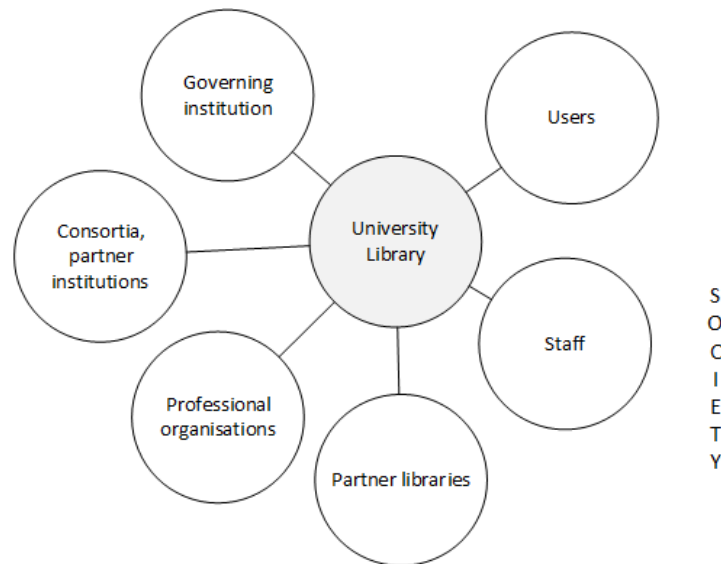 Governing
institution
Users
Consortia,
partner
institutions
University
Library
Staff
Professional
organisations
Partner libraries
S
O
C
I
E
T
Y